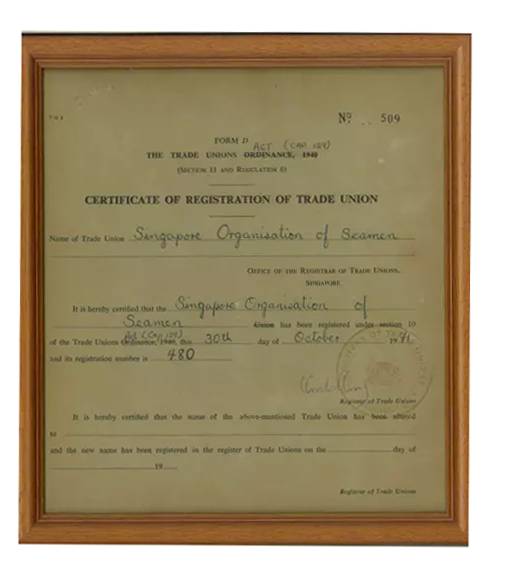 Nº 509
FORM D
ACT (CAP 129)
THE TRADE UNIONS ORDINANCE, 1940
(SECTION 13 AND REGULATION 6)
CERTIFICATE OF REGISTRATION OF TRADE UNION
Name of Trade Union Singapore Organisation of Seamen
OFFICE OF THE REGISTRAR OF TRADE UNIONS,
SINGAPORE
It is hereby certified that the Singapore Organisation of
Seamen Union has been registered under section 10
Act (Cap 129)
of the Trade Unions Ordinance, 1940, this 30th day of October 1971
and its registration number is 480
Registrar of Trade Unions
It is hereby certified that the name of the above-mentioned Trade Union has been altered
to
and the new name has been registered in the register of Trade Unions on the day of
19
Registrar of Trade Unions